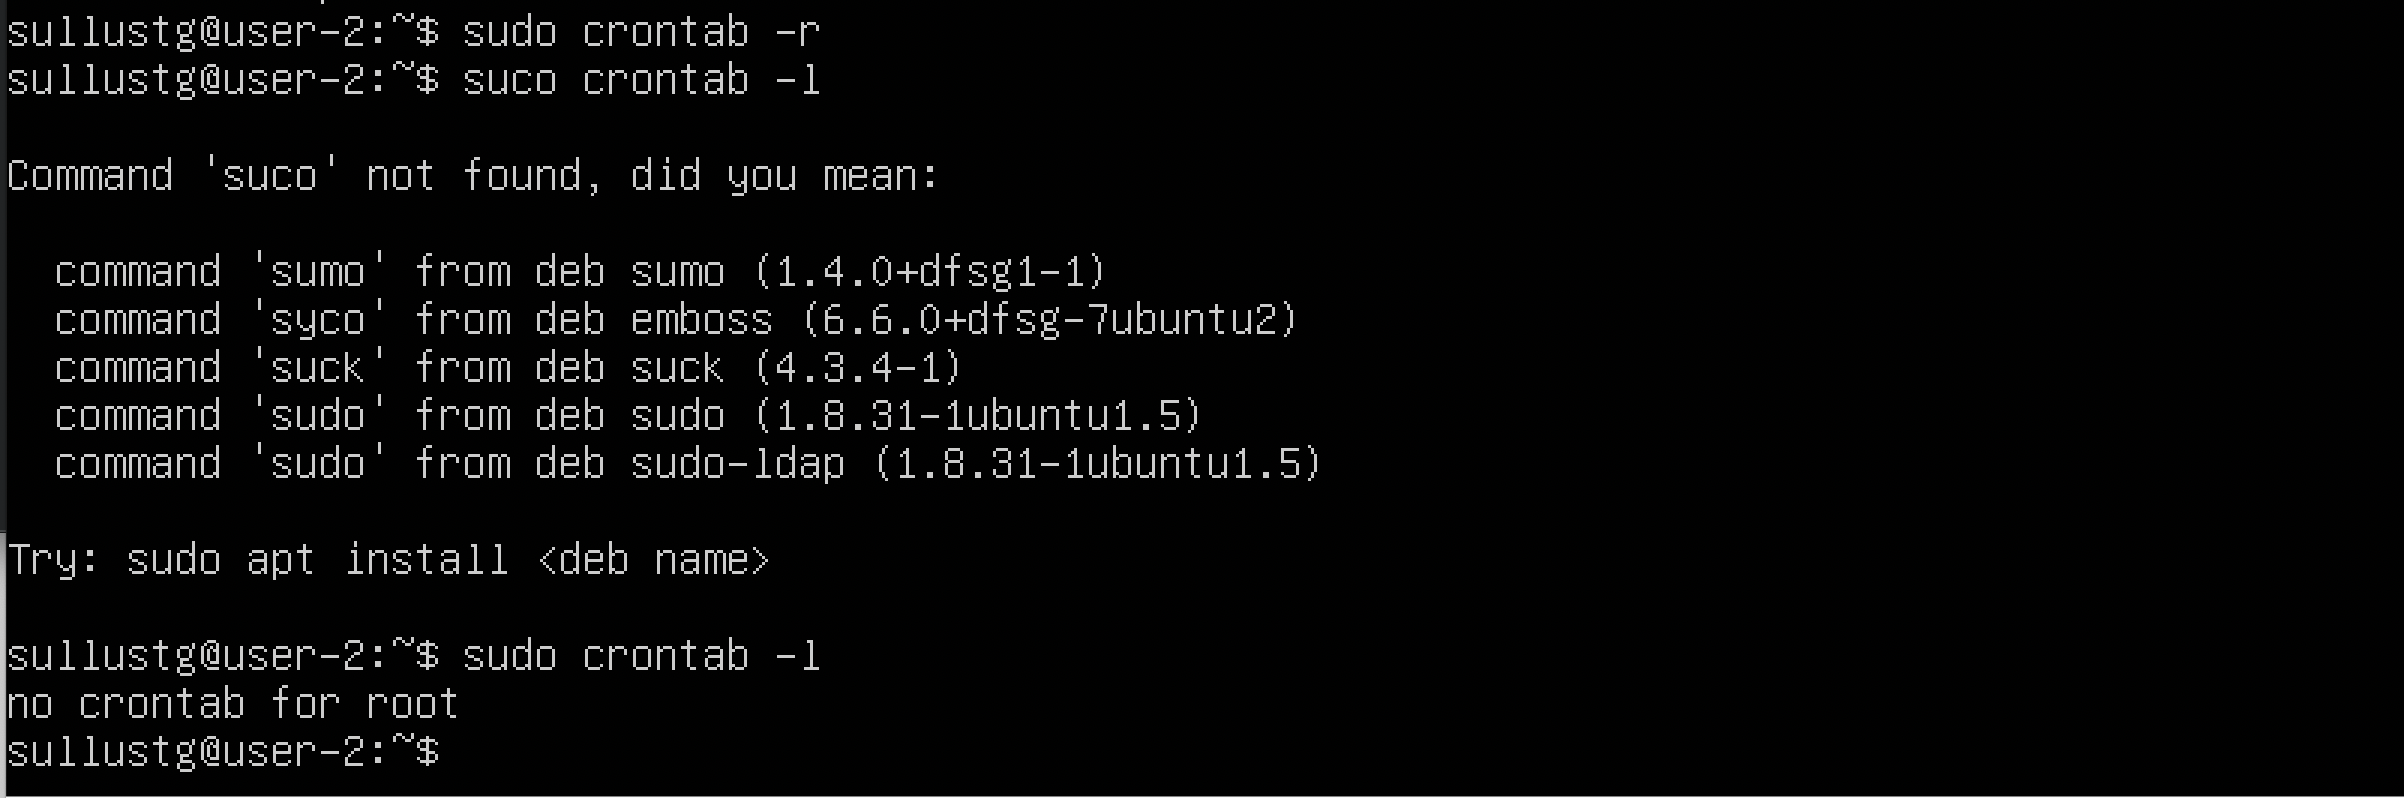 sullustg@user-2:~$ sudo crontab -r
sullustg@user-2:~$ suco crontab -l
Command 'suco' not found, did you mean:
command 'sumo' from deb sumo (1.4.0+dfsg1-1)
command 'syco' from deb emboss (6.6.0+dfsg-7ubuntu2)
command 'suck' from deb suck (4.3.4-1)
command 'sudo' from deb sudo (1.8.31-1ubuntu1.5)
command 'sudo' from deb sudo-ldap (1.8.31-1ubuntu1.5)
Try: sudo apt install <deb name>
sullustg@user-2:~$ sudo crontab -l
no crontab for root
sullustg@user-2:~$